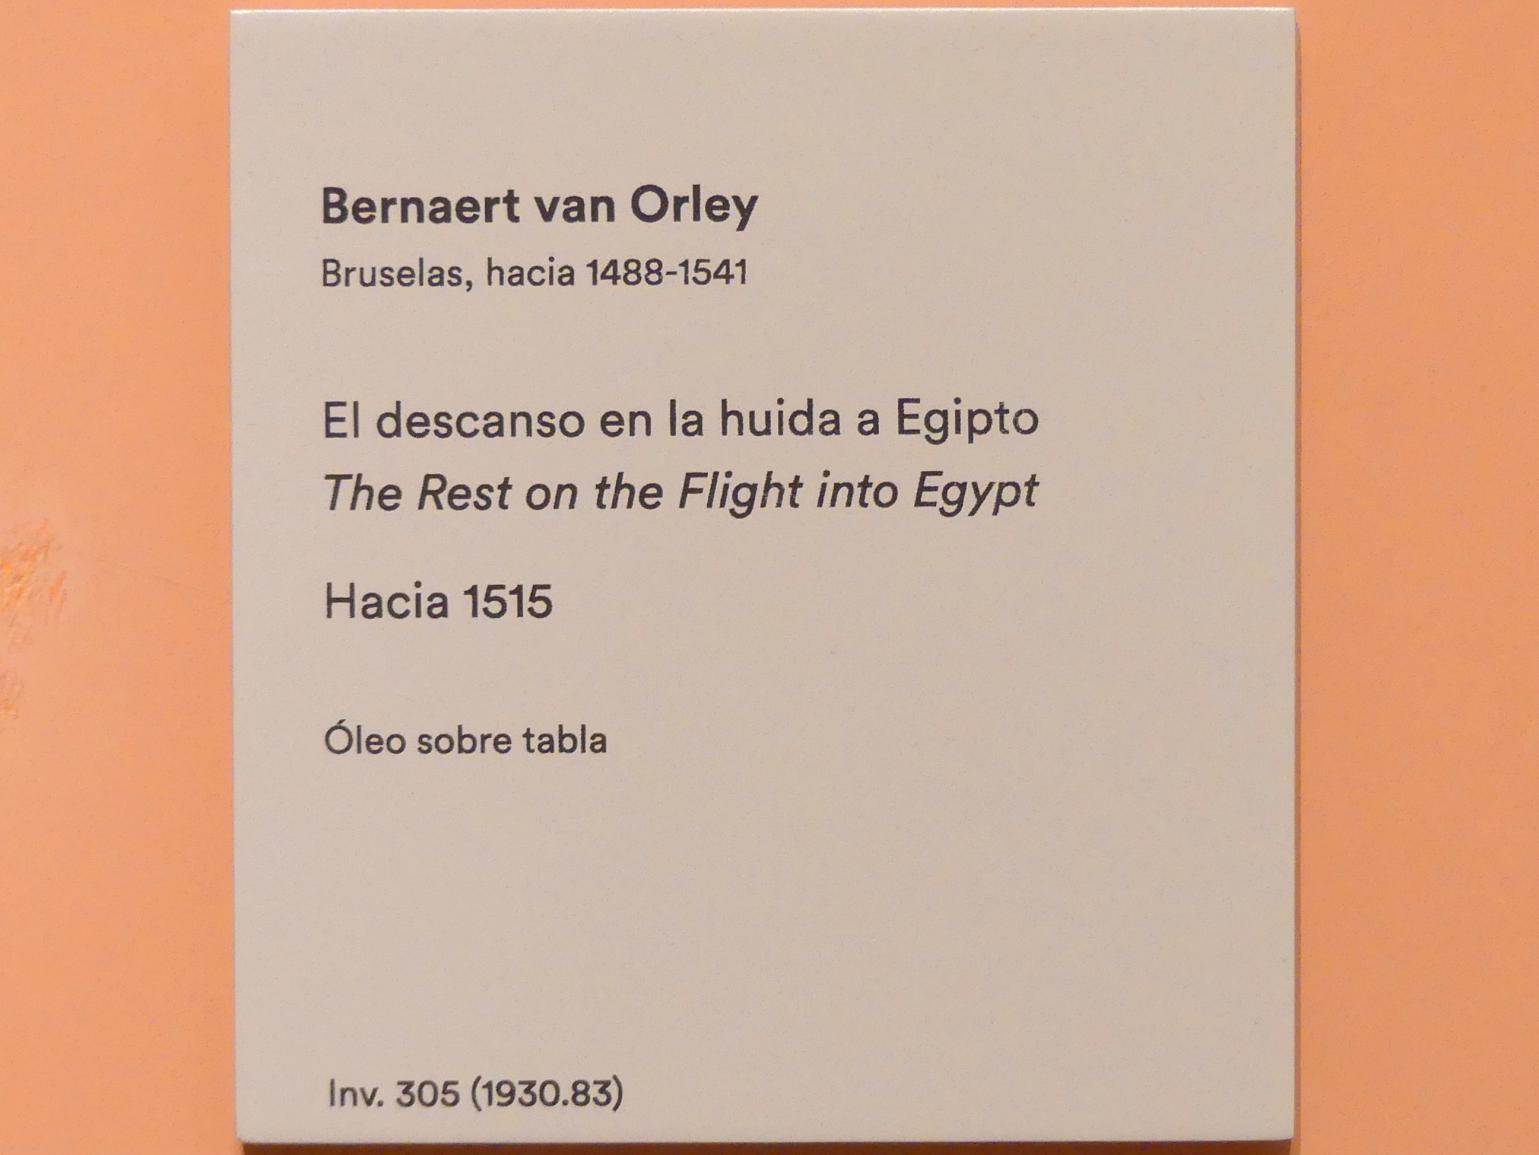 Bernaert van Orley
Bruselas, hacia 1488-1541
El descanso en la huida a Egipto
The Rest on the Flight into Egypt
Hacia 1515
Óleo sobre tabla
Inv. 305 (1930.83)